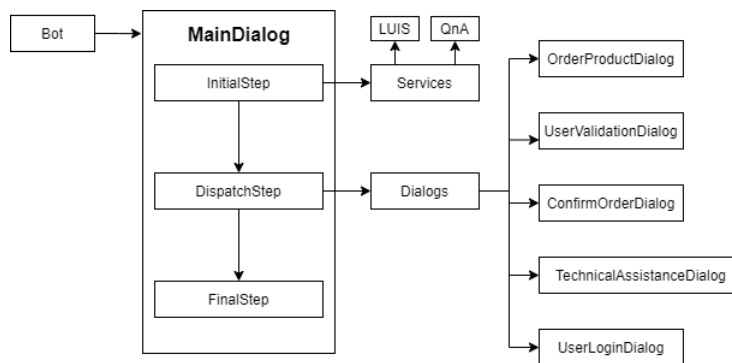 Bot
MainDialog
InitialStep
DispatchStep
FinalStep
LUIS
QnA
Services
Dialogs
OrderProductDialog
UserValidationDialog
ConfirmOrderDialog
TechnicalAssistanceDialog
UserLoginDialog